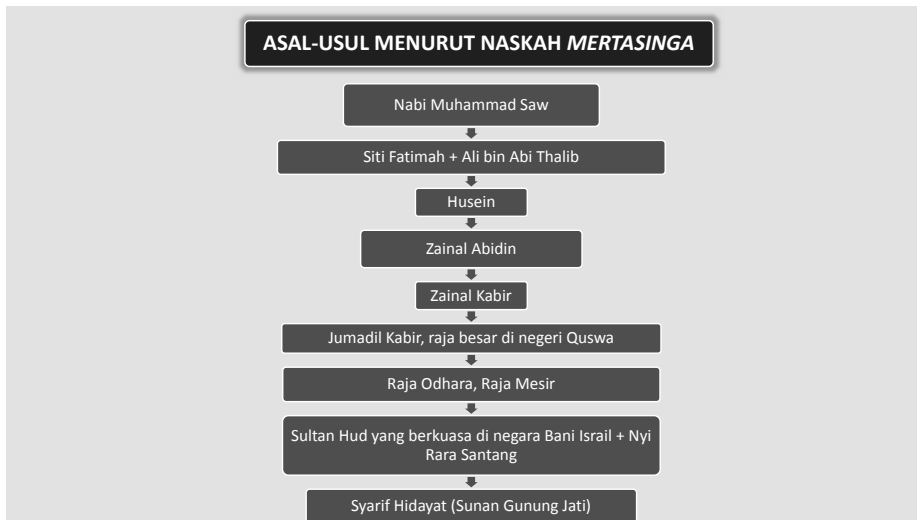 ASAL-USUL MENURUT NASKAH MERTASINGA
Nabi Muhammad Saw
Siti Fatimah + Ali bin Abi Thalib
Husein
Zainal Abidin
Zainal Kabir
Jumadil Kabir, raja besar di negeri Quswa
Raja Odhara, Raja Mesir
Sultan Hud yang berkuasa di negara Bani Israil + Nyi
Rara Santang
Syarif Hidayat (Sunan Gunung Jati)